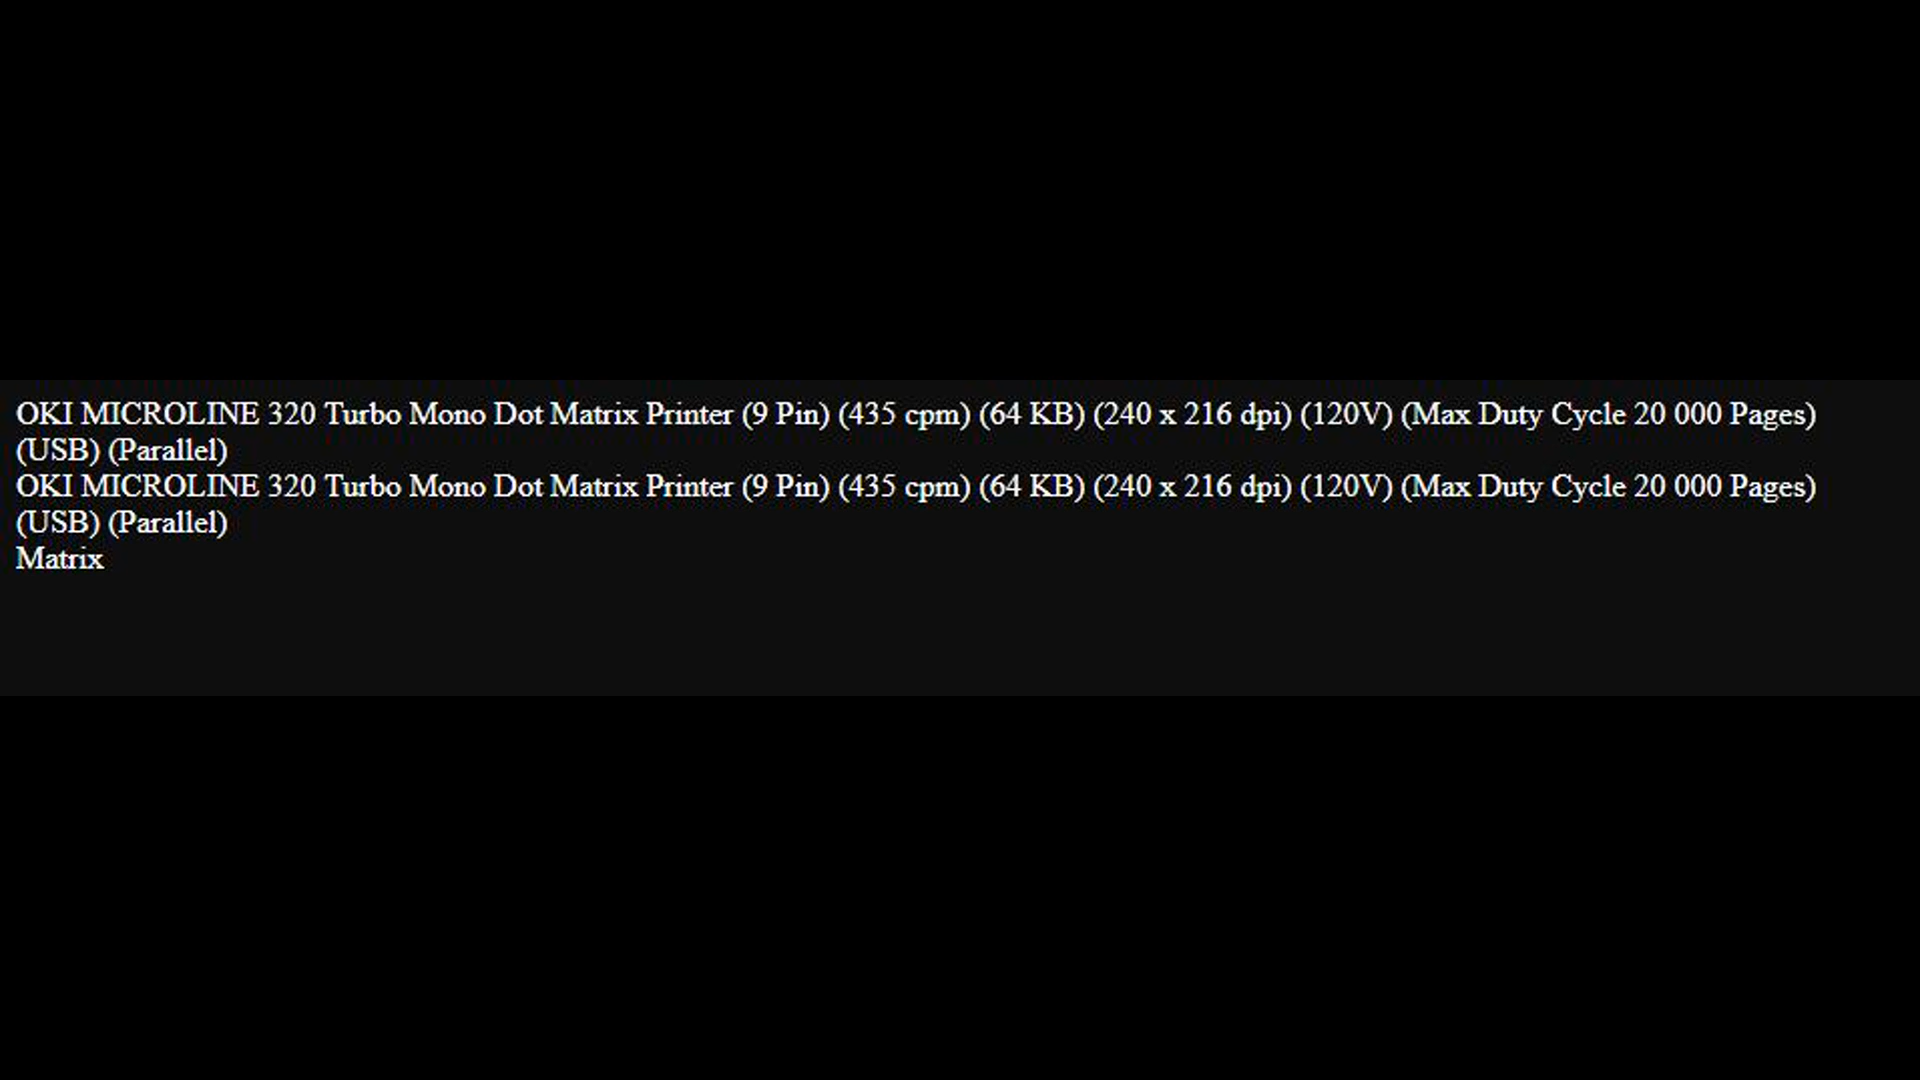 OKI MICROLINE 320 Turbo Mono Dot Matrix Printer (9 Pin) (435 cpm) (64 KB) (240 x 216 dpi) (120V) (Max Duty Cycle 20 000 Pages)
(USB) (Parallel)
OKI MICROLINE 320 Turbo Mono Dot Matrix Printer (9 Pin) (435 cpm) (64 KB) (240 x 216 dpi) (120V) (Max Duty Cycle 20 000 Pages)
(USB) (Parallel)
Matrix